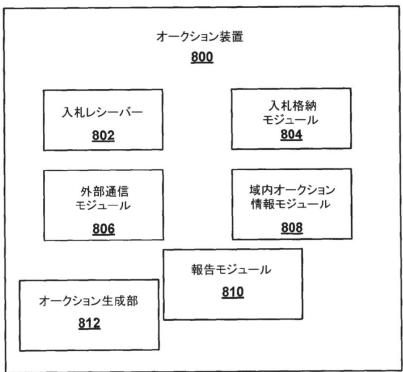 オークション装置
800
入札レシーバー
802
入札格納
モジュール
804
外部通信
モジュール
806
域内オークション
情報モジュール
808
報告モジュール
810
オークション生成部
812